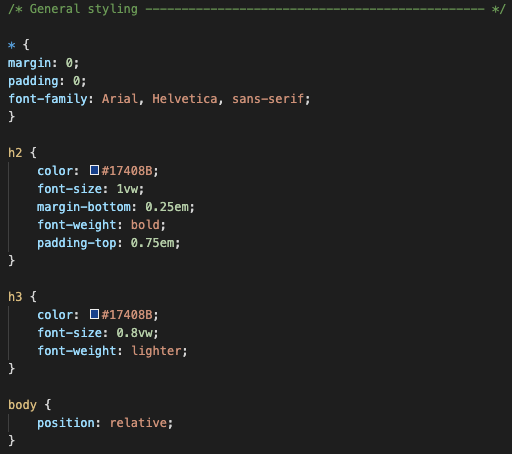 /* General styling ----------------------------------------------- */
* {
margin: 0;
padding: 0;
font-family: Arial, Helvetica, sans-serif;
}
h2 {
    color: #17408B;
    font-size: 1vw;
    margin-bottom: 0.25em;
    font-weight: bold;
    padding-top: 0.75em;
}
h3 {
    color: #17408B;
    font-size: 0.8vw;
    font-weight: lighter;
}
body {
    position: relative;
}